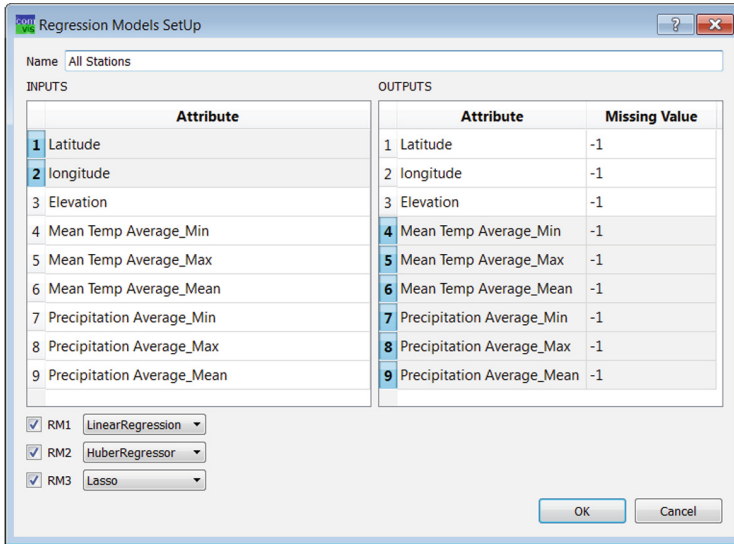 com vis Regression Models SetUp ?
Name All Stations
INPUTS
Attribute
1 Latitude
2 longitude
3 Elevation
4 Mean Temp Average_Min
5 Mean Temp Average_Max
6 Mean Temp Average_Mean
7 Precipitation Average_Min
8 Precipitation Average_Max
9 Precipitation Average_Mean
OUTPUTS
Attribute Missing Value
1 Latitude -1
2 longitude -1
3 Elevation -1
4 Mean Temp Average_Min -1
5 Mean Temp Average_Max -1
6 Mean Temp Average_Mean -1
7 Precipitation Average_Min -1
8 Precipitation Average_Max -1
9 Precipitation Average_Mean -1
RM1 LinearRegression
RM2 HuberRegressor
RM3 Lasso
OK Cancel